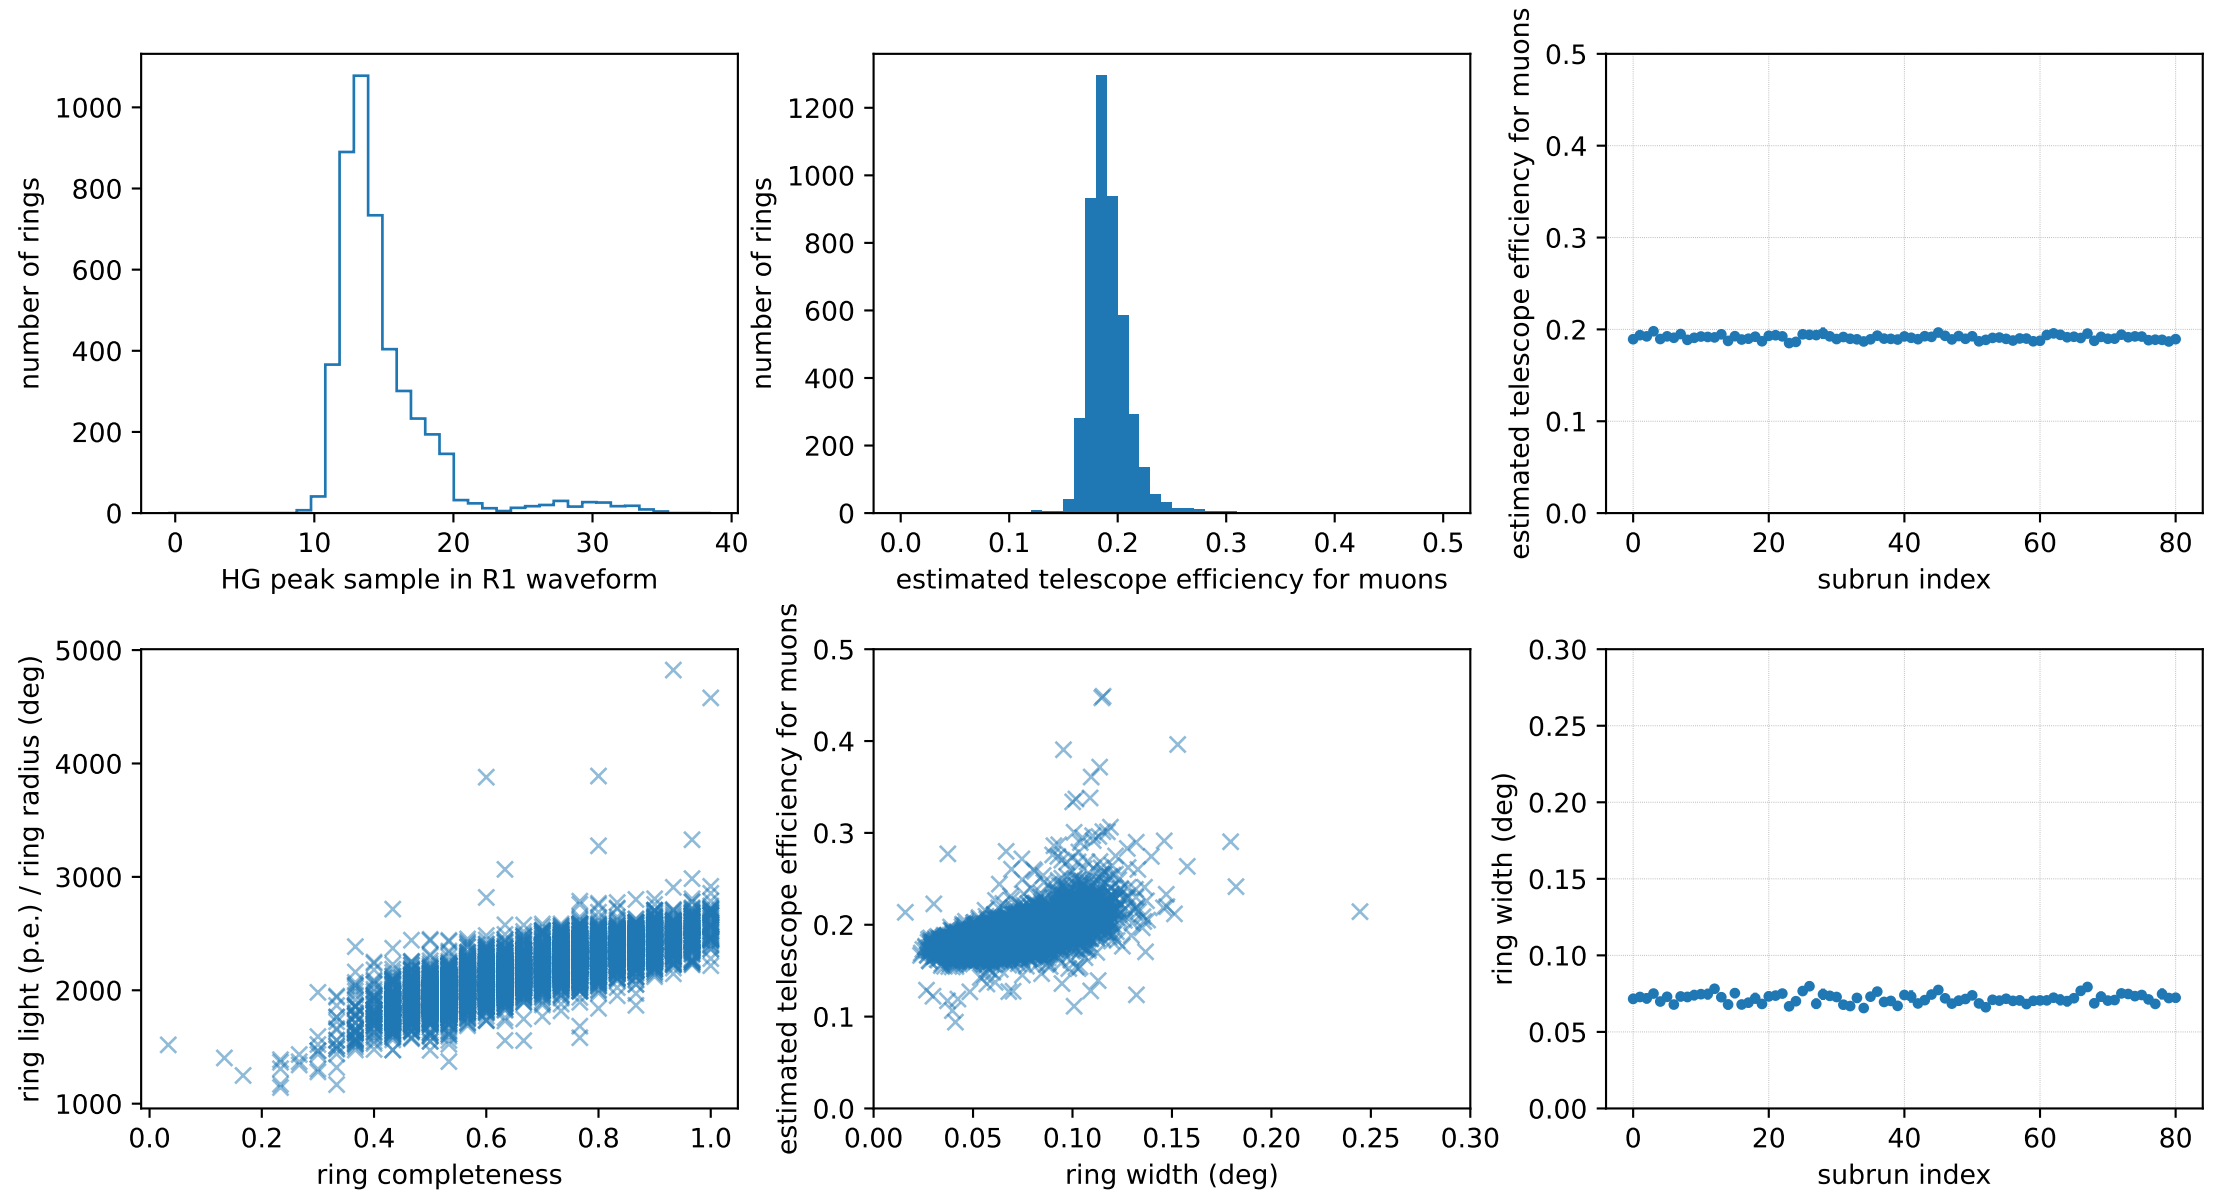 number of rings
1000
800
600
400
200
0
0 10 20 30 40
HG peak sample in R1 waveform
number of rings
1200
1000
800
600
400
200
0
0.0 0.1 0.2 0.3 0.4 0.5
estimated telescope efficiency for muons
estimated telescope efficiency for muons
0.5
0.4
0.3
0.2
0.1
0.0
0 20 40 60 80
subrun index
ring light (p.e.) / ring radius (deg)
5000
4000
3000
2000
1000
0.0 0.2 0.4 0.6 0.8 1.0
ring completeness
estimated telescope efficiency for muons
0.5
0.4
0.3
0.2
0.1
0.0
0.00 0.05 0.10 0.15 0.20 0.25 0.30
ring width (deg)
ring width (deg)
0.30
0.25
0.20
0.15
0.10
0.05
0.00
0 20 40 60 80
subrun index